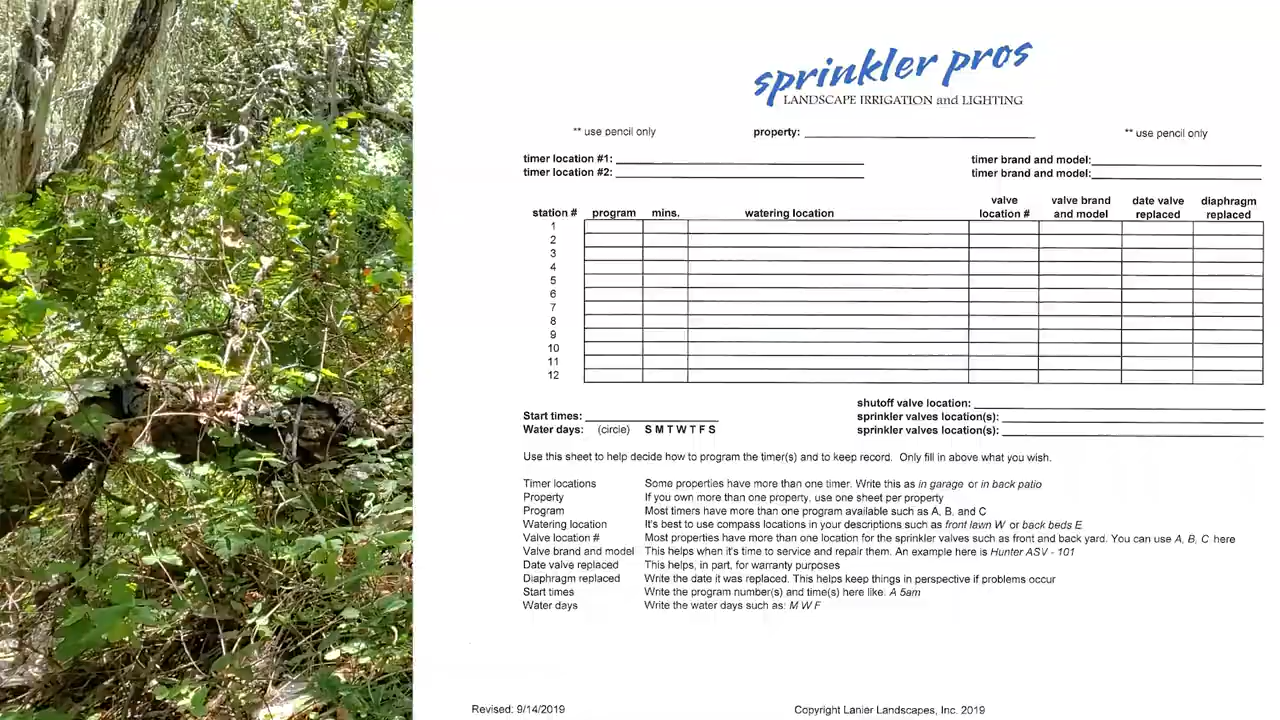 sprinkler pros
LANDSCAPE IRRIGATION and LIGHTING
** use pencil only property: ** use pencil only
timer location #1: timer brand and model:
timer location #2: timer brand and model:
station # program mins. watering location valve location # valve brand and model date valve replaced diaphragm replaced
1
2
3
4
5
6
7
8
9
10
11
12
shutoff valve location:
Start times: sprinkler valves location(s):
Water days: (circle) S M T W T F S sprinkler valves location(s):
Use this sheet to help decide how to program the timer(s) and to keep record. Only fill in above what you wish.
Timer locations Some properties have more than one timer. Write this as in garage or in back patio
Property If you own more than one property, use one sheet per property
Program Most timers have more than one program available such as A, B, and C
Watering location It's best to use compass locations in your descriptions such as front lawn W or back beds E
Valve location # Most properties have more than one location for the sprinkler valves such as front and back yard. You can use A, B, C here
Valve brand and model This helps when it's time to service and repair them. An example here is Hunter ASV - 101
Date valve replaced This helps, in part, for warranty purposes
Diaphragm replaced Write the date it was replaced. This helps keep things in perspective if problems occur
Start times Write the program number(s) and time(s) here like: A 5am
Water days Write the water days such as: M W F
Revised: 9/14/2019 Copyright Lanier Landscapes, Inc. 2019